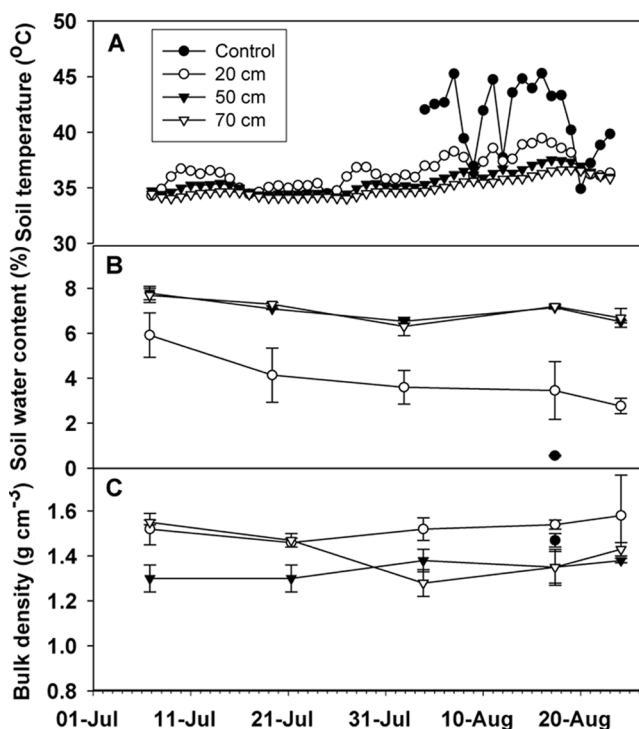 Soil temperature (°C)
50
45
40
35
30
A
Control
20 cm
50 cm
70 cm
Soil water content (%)
8
6
4
2
0
B
Bulk density (g cm⁻³)
1.6
1.4
1.2
1.0
0.8
C
01-Jul 11-Jul 21-Jul 31-Jul 10-Aug 20-Aug